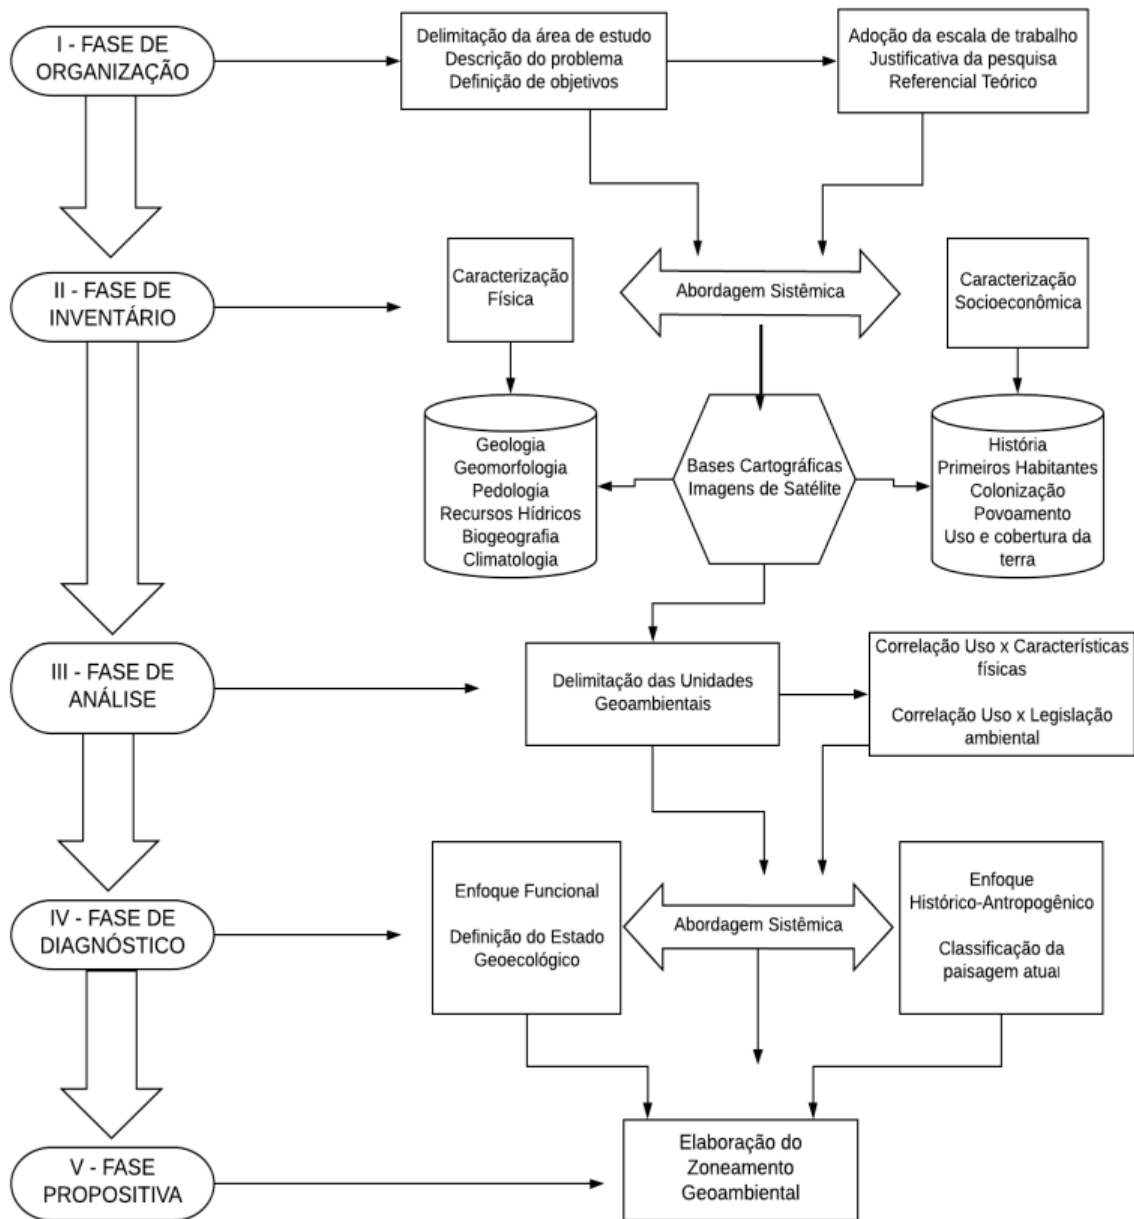 I - FASE DE
ORGANIZAÇÃO
Delimitação da área de estudo
Descrição do problema
Definição de objetivos
Adoção da escala de trabalho
Justificativa da pesquisa
Referencial Teórico
II - FASE DE
INVENTÁRIO
Caracterização
Física
Abordagem Sistêmica
Caracterização
Socioeconômica
Geologia
Geomorfologia
Pedologia
Recursos Hídricos
Biogeografia
Climatologia
Bases Cartográficas
Imagens de Satélite
História
Primeiros Habitantes
Colonização
Povoamento
Uso e cobertura da
terra
III - FASE DE
ANÁLISE
Delimitação das Unidades
Geoambientais
Correlação Uso x Características
físicas
Correlação Uso x Legislação
ambiental
IV - FASE DE
DIAGNÓSTICO
Enfoque Funcional
Definição do Estado
Geoecológico
Abordagem Sistêmica
Enfoque
Histórico-Antropogênico
Classificação da
paisagem atual
V - FASE
PROPOSITIVA
Elaboração do
Zoneamento
Geoambiental